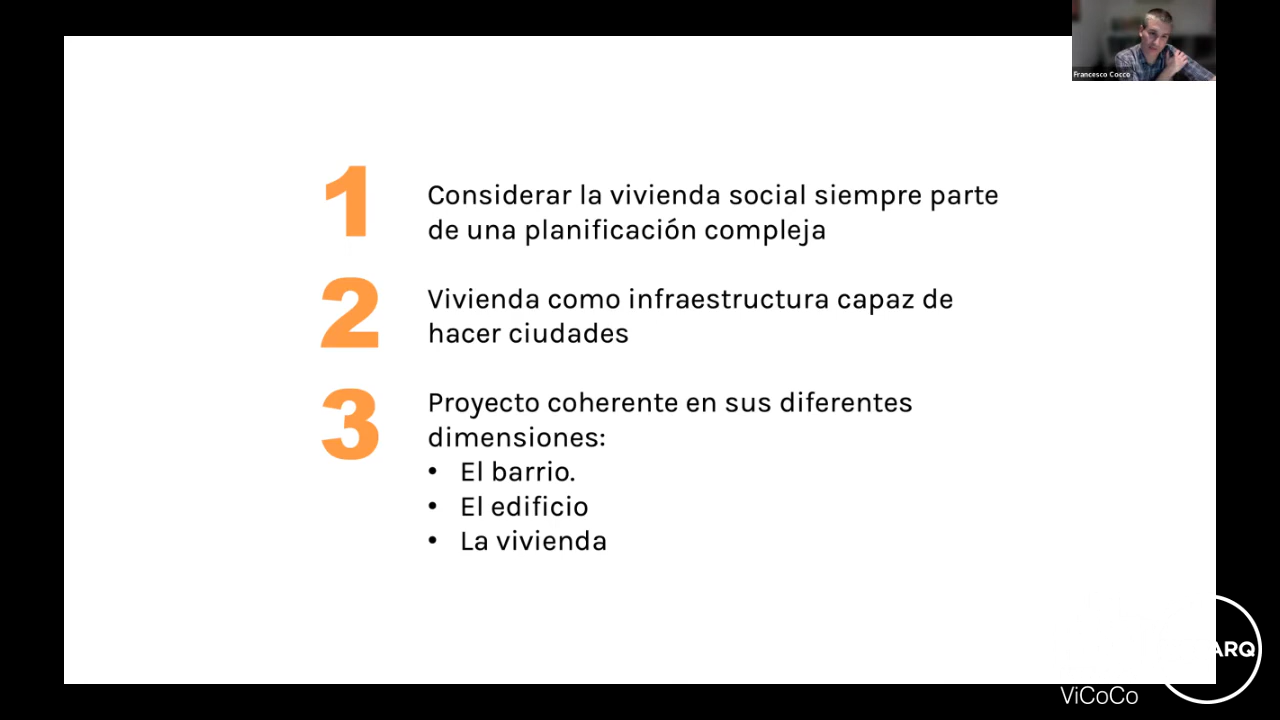 Francesco Cocco
1
Considerar la vivienda social siempre parte
de una planificación compleja
2
Vivienda como infraestructura capaz de
hacer ciudades
3
Proyecto coherente en sus diferentes
dimensiones:
• El barrio.
• El edificio
• La vivienda
ARQ
ViCoCo